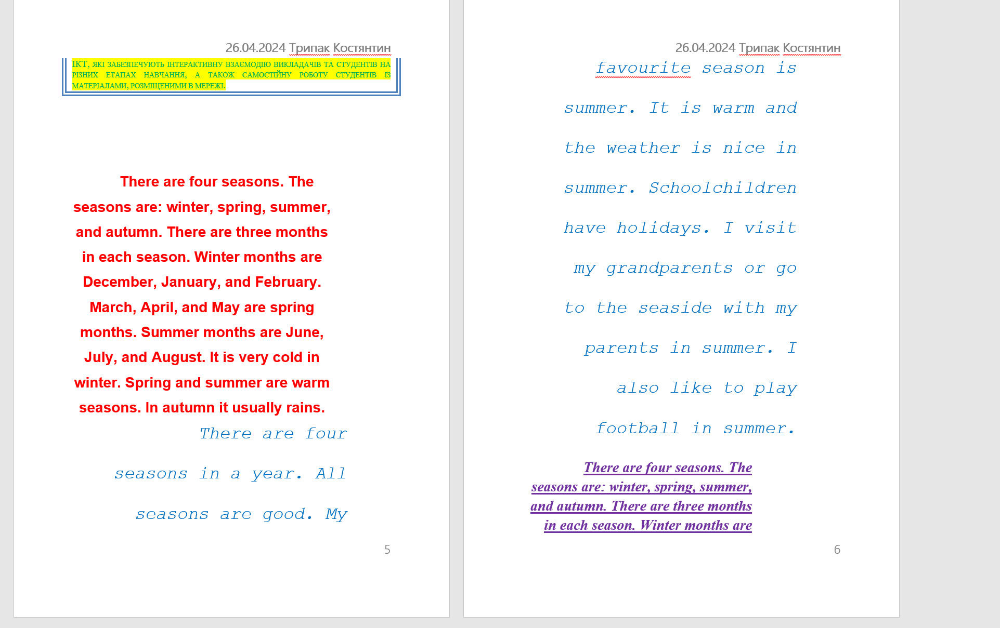 26.04.2024 Трипак Костянтин
ІКТ, ЯКІ ЗАБЕЗПЕЧУЮТЬ ІНТЕРАКТИВНУ ВЗАЄМОДІЮ ВИКЛАДАЧІВ ТА СТУДЕНТІВ НА
РІЗНИХ ЕТАПАХ НАВЧАННЯ, А ТАКОЖ САМОСТІЙНУ РОБОТУ СТУДЕНТІВ ІЗ
МАТЕРІАЛАМИ, РОЗМІЩЕНИМИ В МЕРЕЖІ.
There are four seasons. The
seasons are: winter, spring, summer,
and autumn. There are three months
in each season. Winter months are
December, January, and February.
March, April, and May are spring
months. Summer months are June,
July, and August. It is very cold in
winter. Spring and summer are warm
seasons. In autumn it usually rains.
There are four
seasons in a year. All
seasons are good. My
5
26.04.2024 Трипак Костянтин
favourite season is
summer. It is warm and
the weather is nice in
summer. Schoolchildren
have holidays. I visit
my grandparents or go
to the seaside with my
parents in summer. I
also like to play
football in summer.
There are four seasons. The
seasons are: winter, spring, summer,
and autumn. There are three months
in each season. Winter months are
6